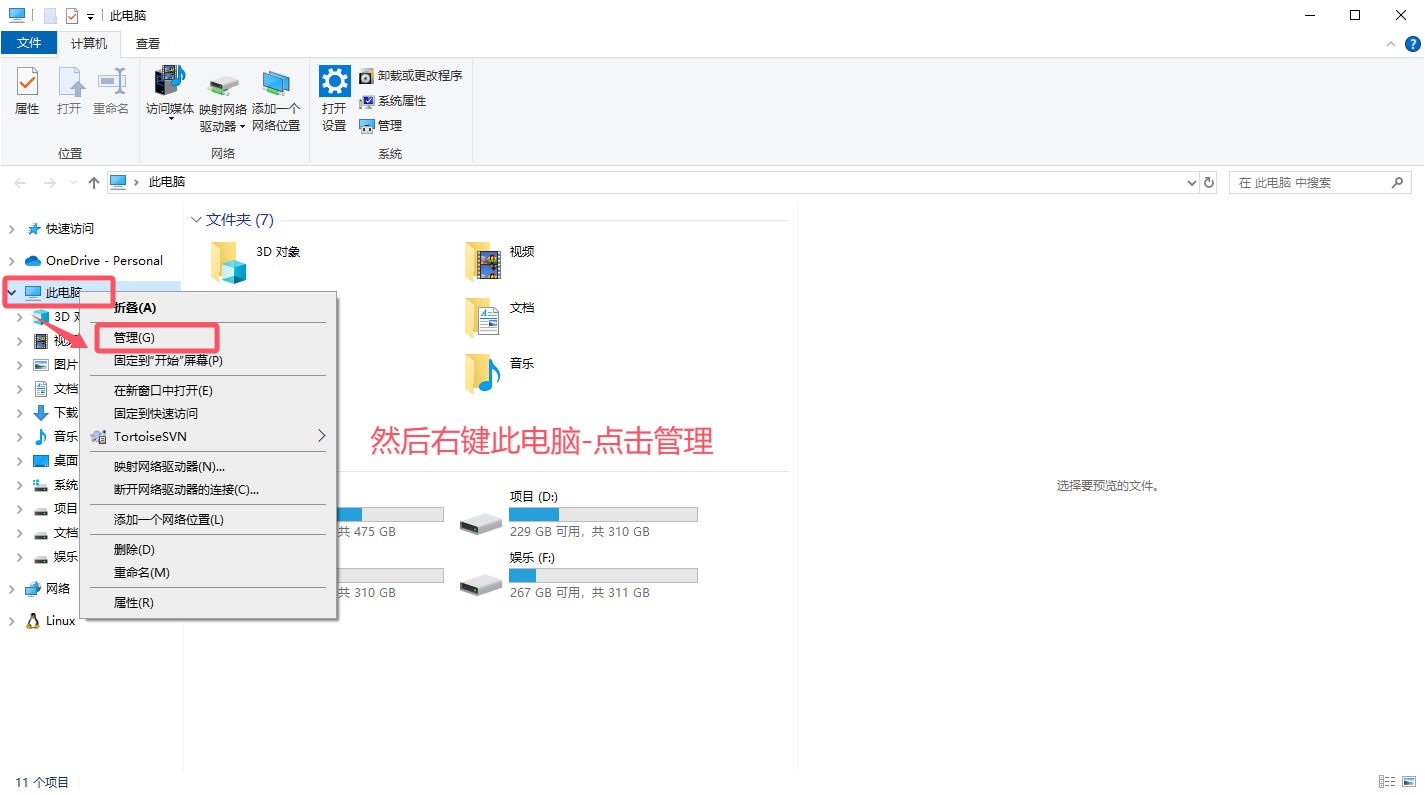 此电脑
文件 计算机 查看
属性 打开 重命名
访问媒体 映射网络 驱动器 添加一个 网络位置
打开 设置
卸载或更改程序
系统属性
管理
位置 网络 系统
此电脑
在 此电脑 中搜索
快速访问
OneDrive - Personal
此电脑
3D 对
视频
图片
文档
下载
音乐
桌面
系统
项目
文档
娱乐
网络
Linux
折叠(A)
管理(G)
固定到"开始"屏幕(P)
在新窗口中打开(E)
固定到快速访问
TortoiseSVN
映射网络驱动器(N)...
断开网络驱动器的连接(C)...
添加一个网络位置(L)
删除(D)
重命名(M)
属性(R)
文件夹 (7)
3D 对象
视频
文档
音乐
然后右键此电脑-点击管理
共 475 GB
项目 (D:)
229 GB 可用，共 310 GB
共 310 GB
娱乐 (F:)
267 GB 可用，共 311 GB
选择要预览的文件。
11 个项目